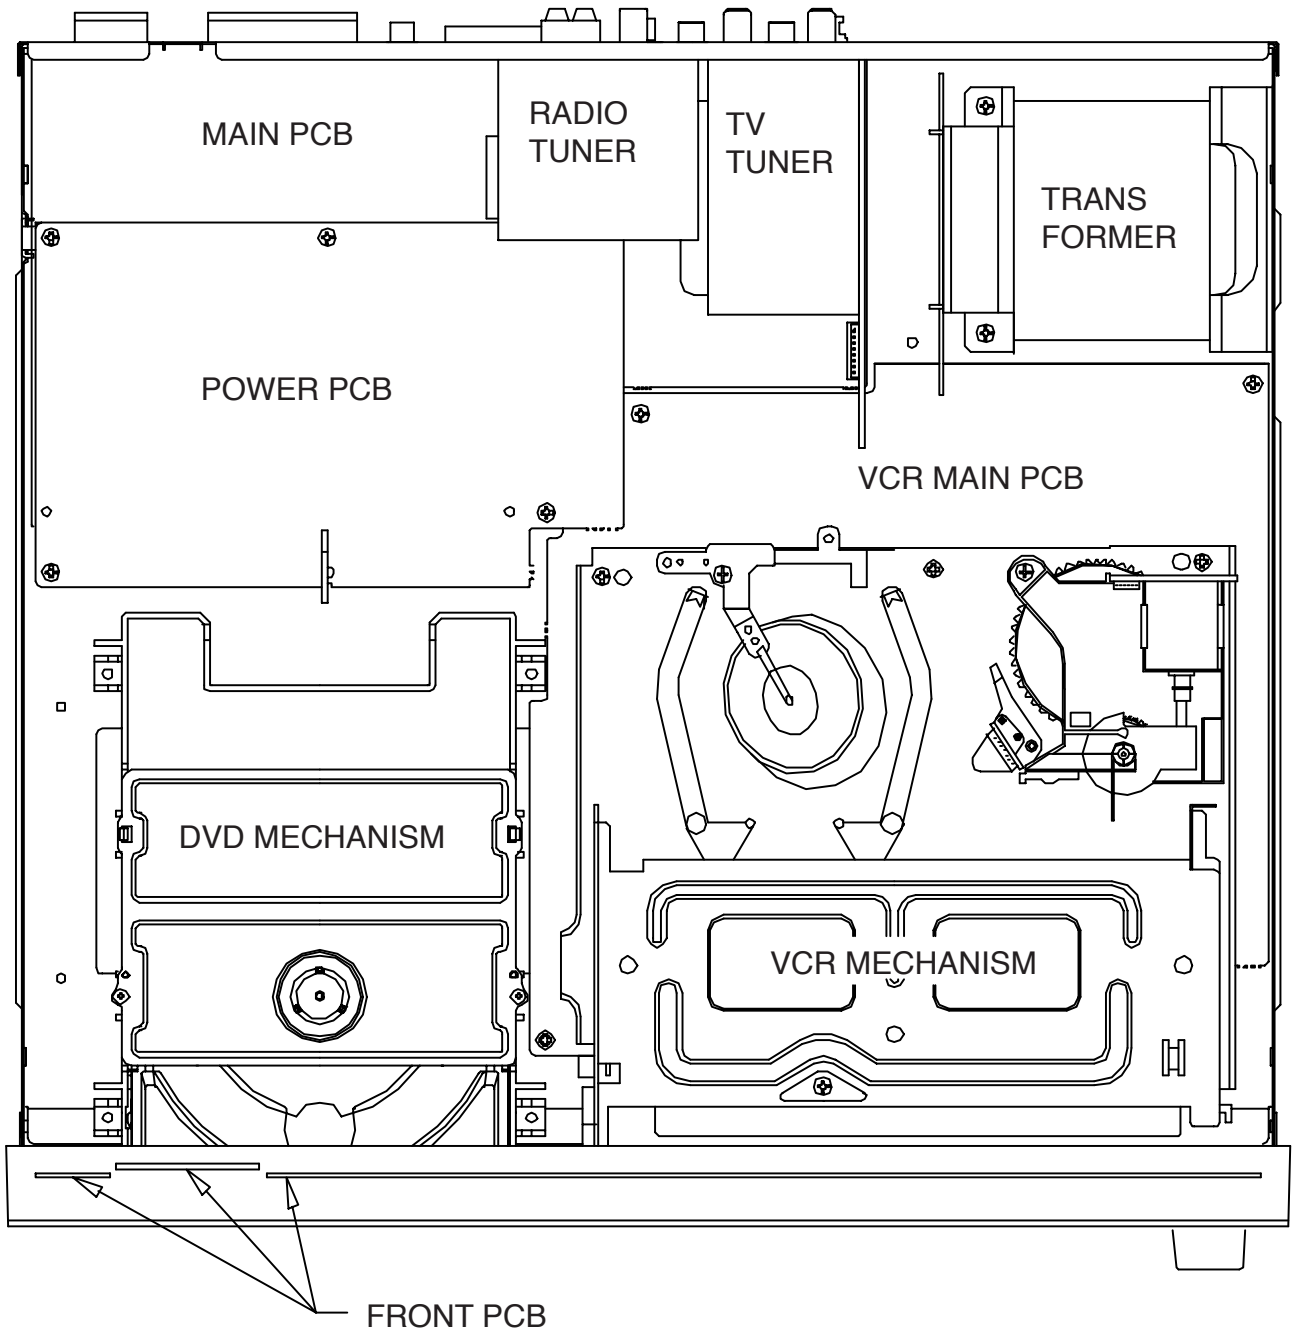 MAIN PCB
RADIO
TUNER
TV
TUNER
TRANS
FORMER
POWER PCB
VCR MAIN PCB
DVD MECHANISM
VCR MECHANISM
FRONT PCB